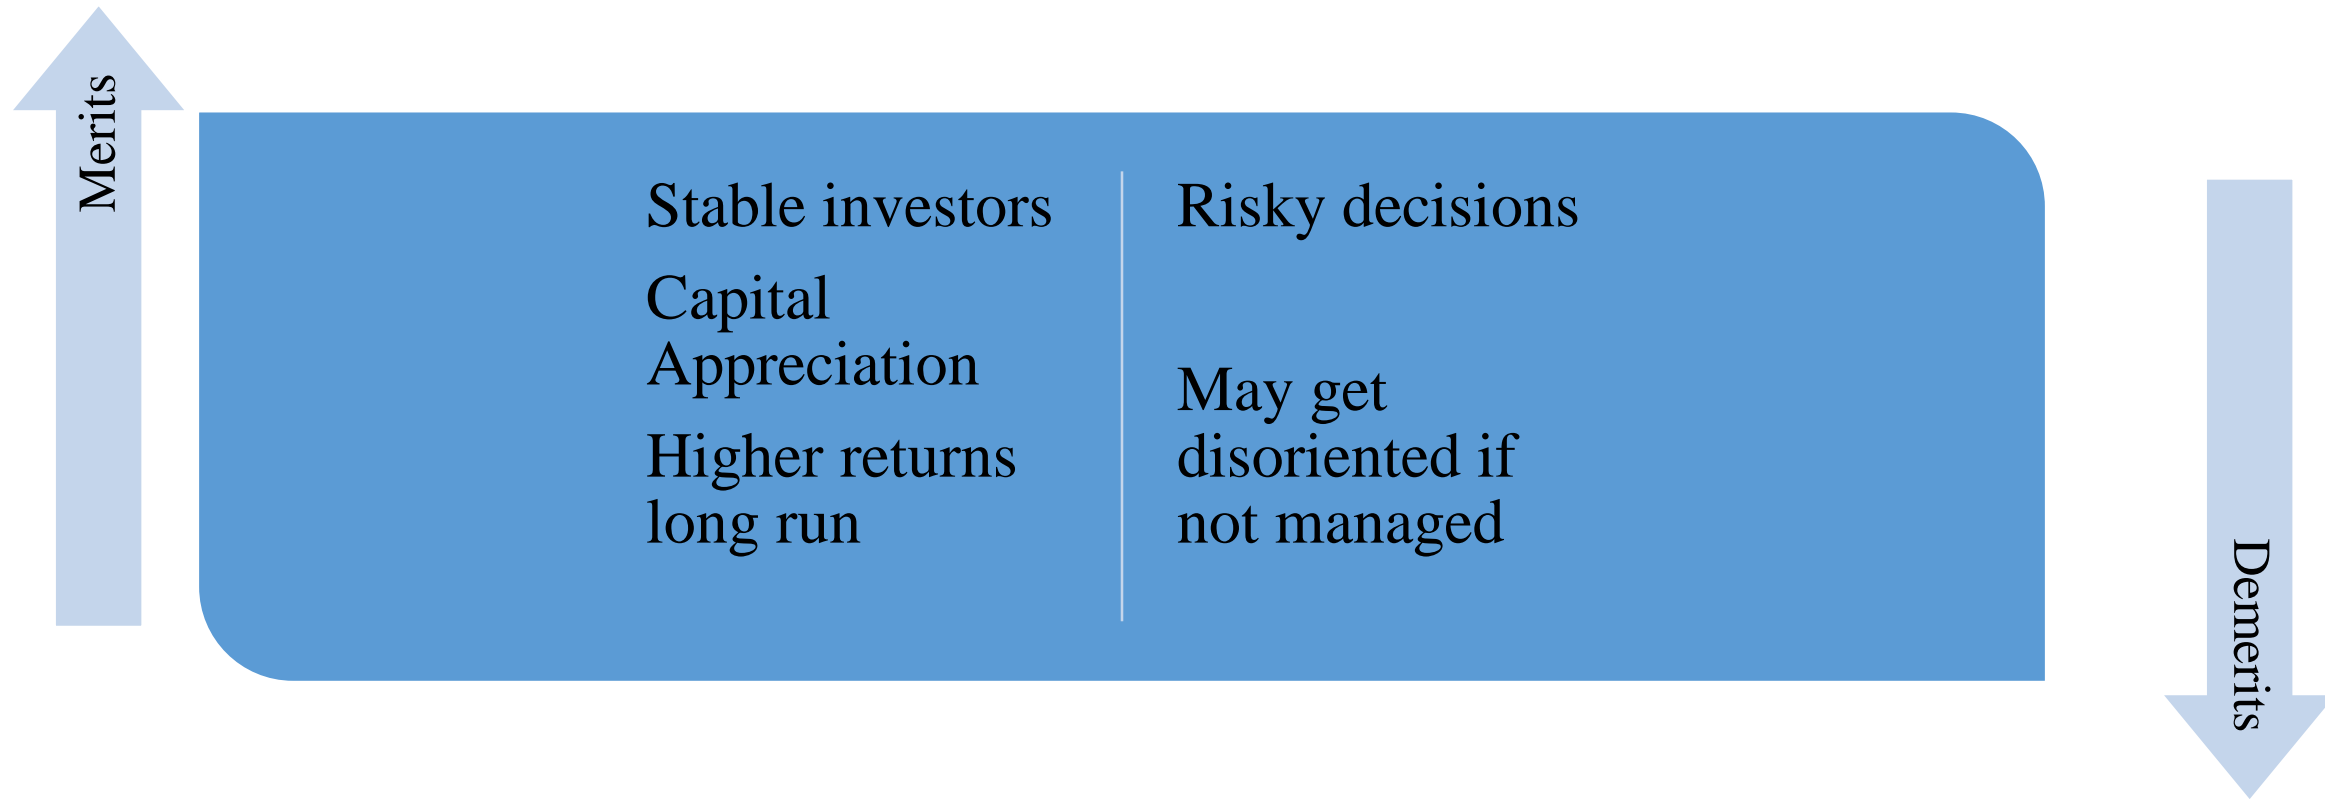 Merits
Stable investors
Capital
Appreciation
Higher returns
long run
Risky decisions
May get
disoriented if
not managed
Demerits